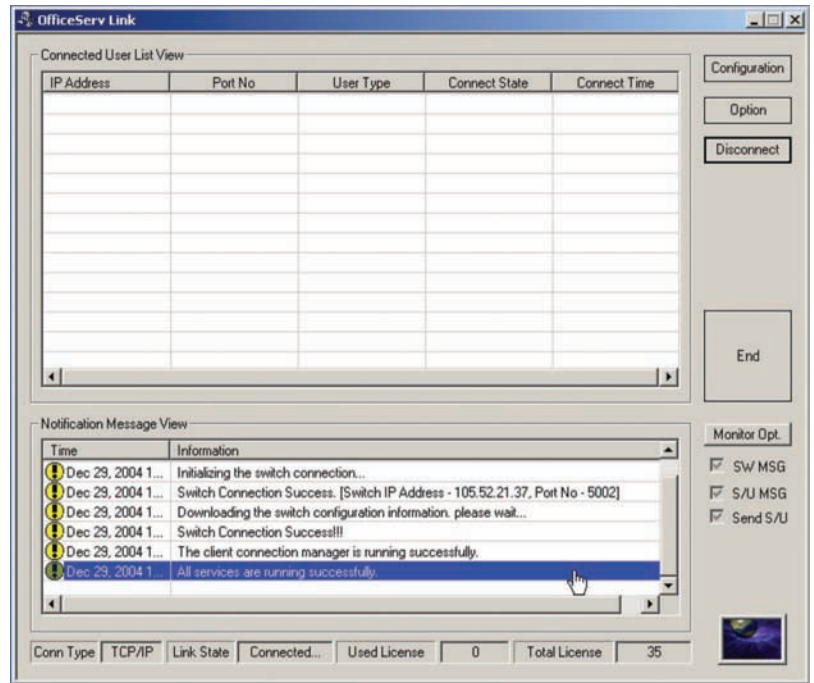 OfficeServ Link
Connected User List View
IP Address Port No User Type Connect State Connect Time
Configuration
Option
Disconnect
End
Notification Message View
Time Information
Dec 29, 2004 1... Initializing the switch connection...
Dec 29, 2004 1... Switch Connection Success. [Switch IP Address - 105.52.21.37, Port No - 5002]
Dec 29, 2004 1... Downloading the switch configuration information. please wait...
Dec 29, 2004 1... Switch Connection Success!!!
Dec 29, 2004 1... The client connection manager is running successfully.
Dec 29, 2004 1... All services are running successfully.
Monitor Opt.
SW MSG
S/U MSG
Send S/U
Conn Type TCP/IP Link State Connected... Used License 0 Total License 35